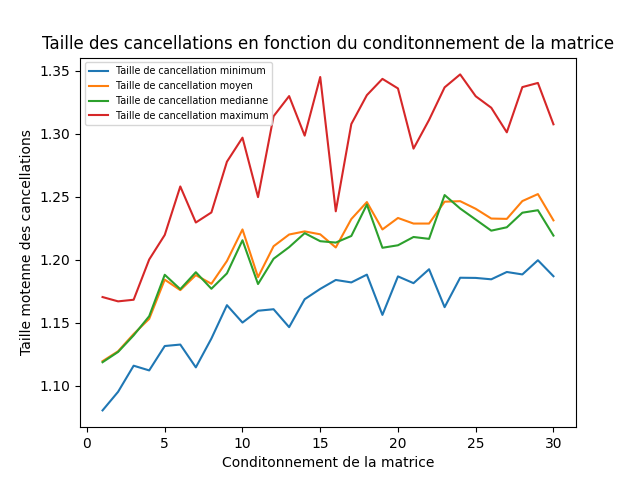 Taille des cancellations en fonction du conditonnement de la matrice
Taille de cancellation minimum
Taille de cancellation moyen
Taille de cancellation medianne
Taille de cancellation maximum
Taille motenne des cancellations
1.35
1.30
1.25
1.20
1.15
1.10
0 5 10 15 20 25 30
Conditonnement de la matrice